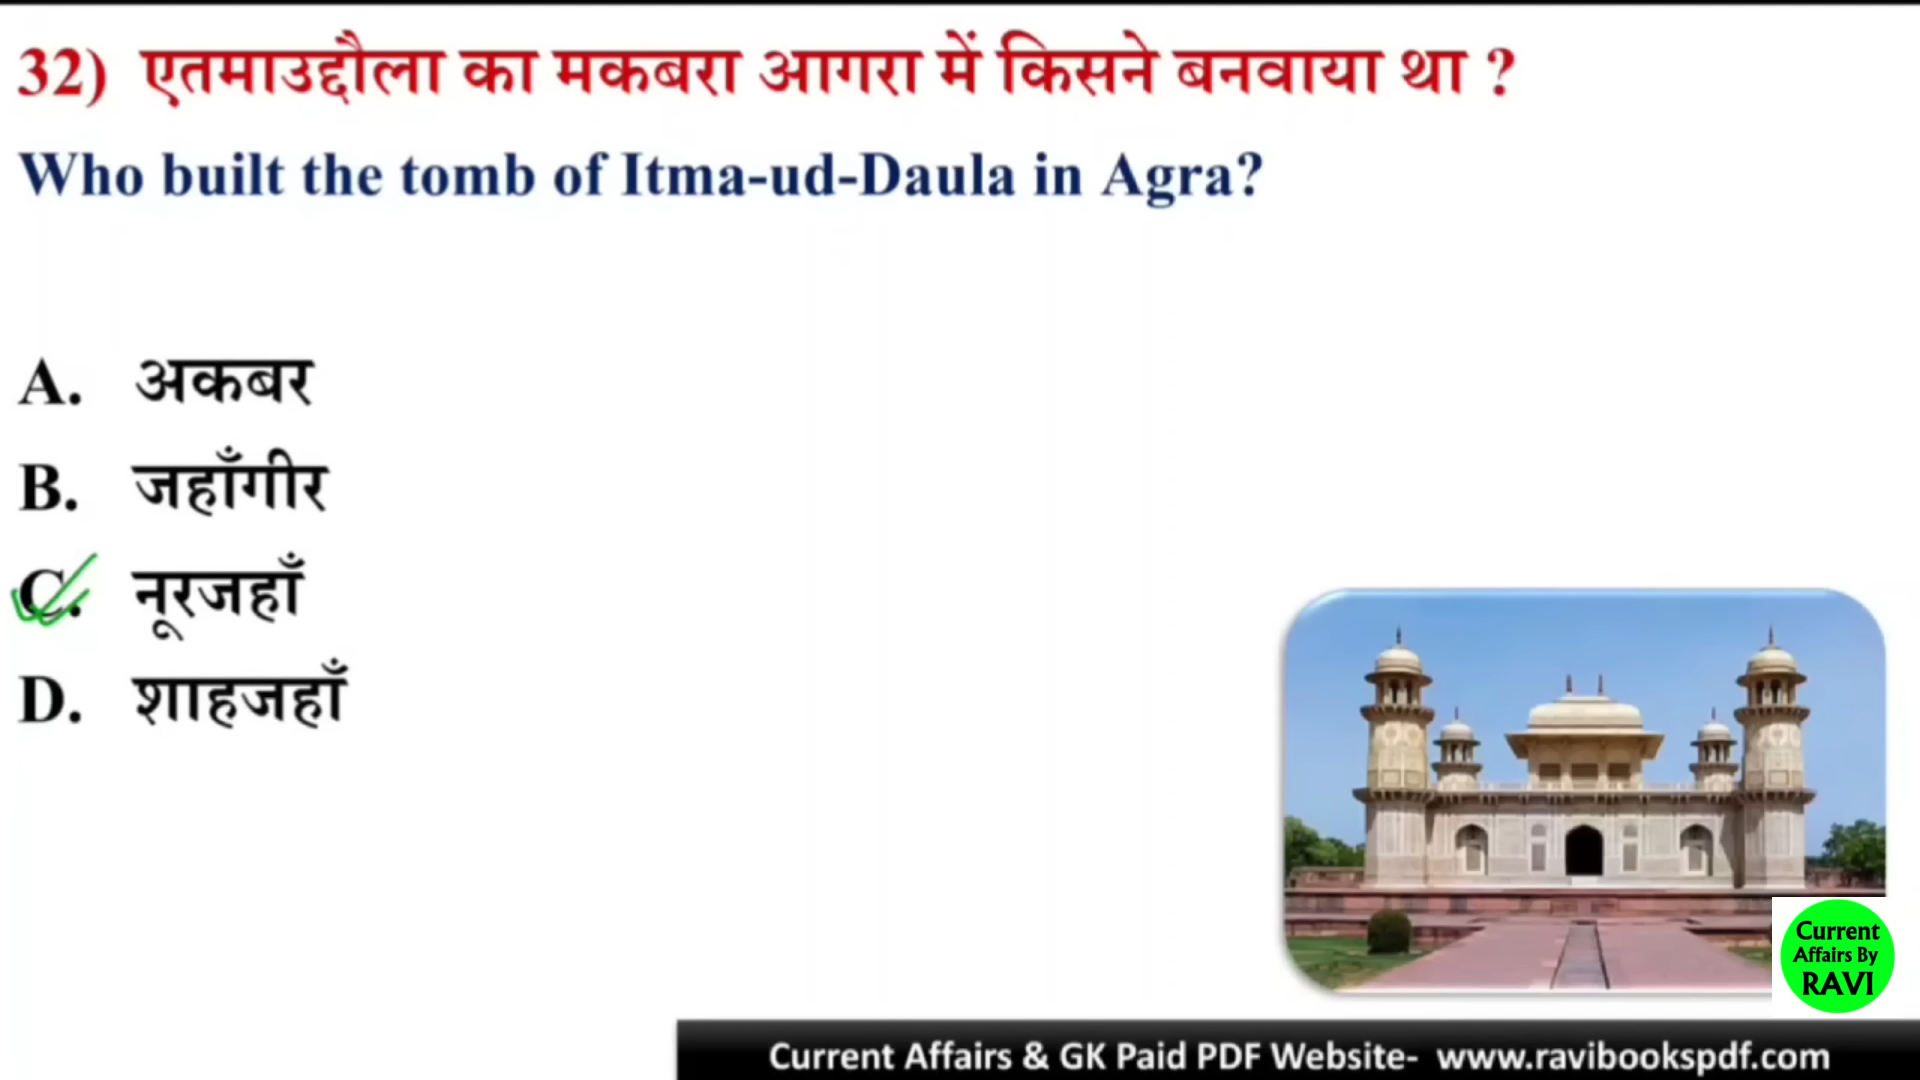 32) एतमाउद्दौला का मकबरा आगरा में किसने बनवाया था ?
Who built the tomb of Itma-ud-Daula in Agra?
A. अकबर
B. जहाँगीर
C. नूरजहाँ
D. शाहजहाँ
Current
Affairs By
RAVI
Current Affairs & GK Paid PDF Website- www.ravibookspdf.com